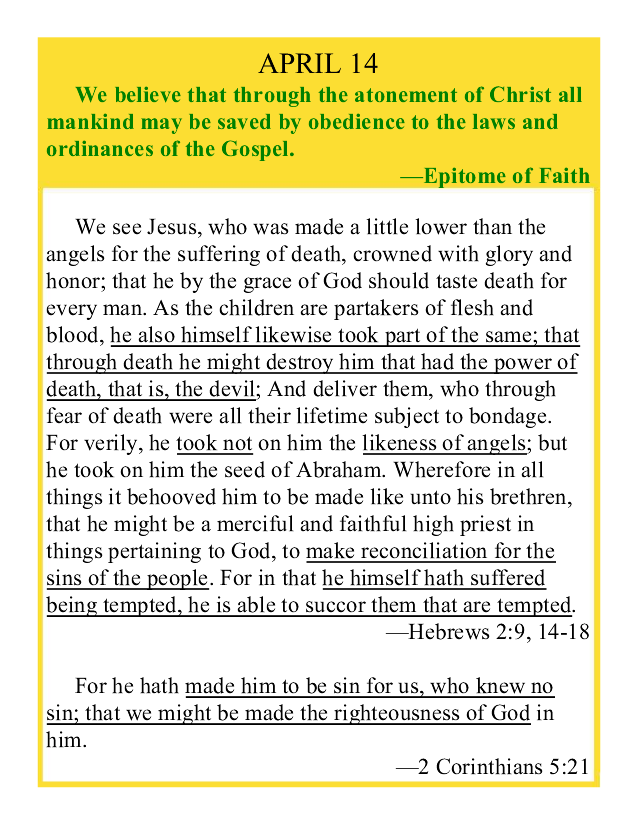 APRIL 14
We believe that through the atonement of Christ all
mankind may be saved by obedience to the laws and
ordinances of the Gospel.
—Epitome of Faith
We see Jesus, who was made a little lower than the
angels for the suffering of death, crowned with glory and
honor; that he by the grace of God should taste death for
every man. As the children are partakers of flesh and
blood, he also himself likewise took part of the same; that
through death he might destroy him that had the power of
death, that is, the devil; And deliver them, who through
fear of death were all their lifetime subject to bondage.
For verily, he took not on him the likeness of angels; but
he took on him the seed of Abraham. Wherefore in all
things it behooved him to be made like unto his brethren,
that he might be a merciful and faithful high priest in
things pertaining to God, to make reconciliation for the
sins of the people. For in that he himself hath suffered
being tempted, he is able to succor them that are tempted.
—Hebrews 2:9, 14-18
For he hath made him to be sin for us, who knew no
sin; that we might be made the righteousness of God in
him.
—2 Corinthians 5:21